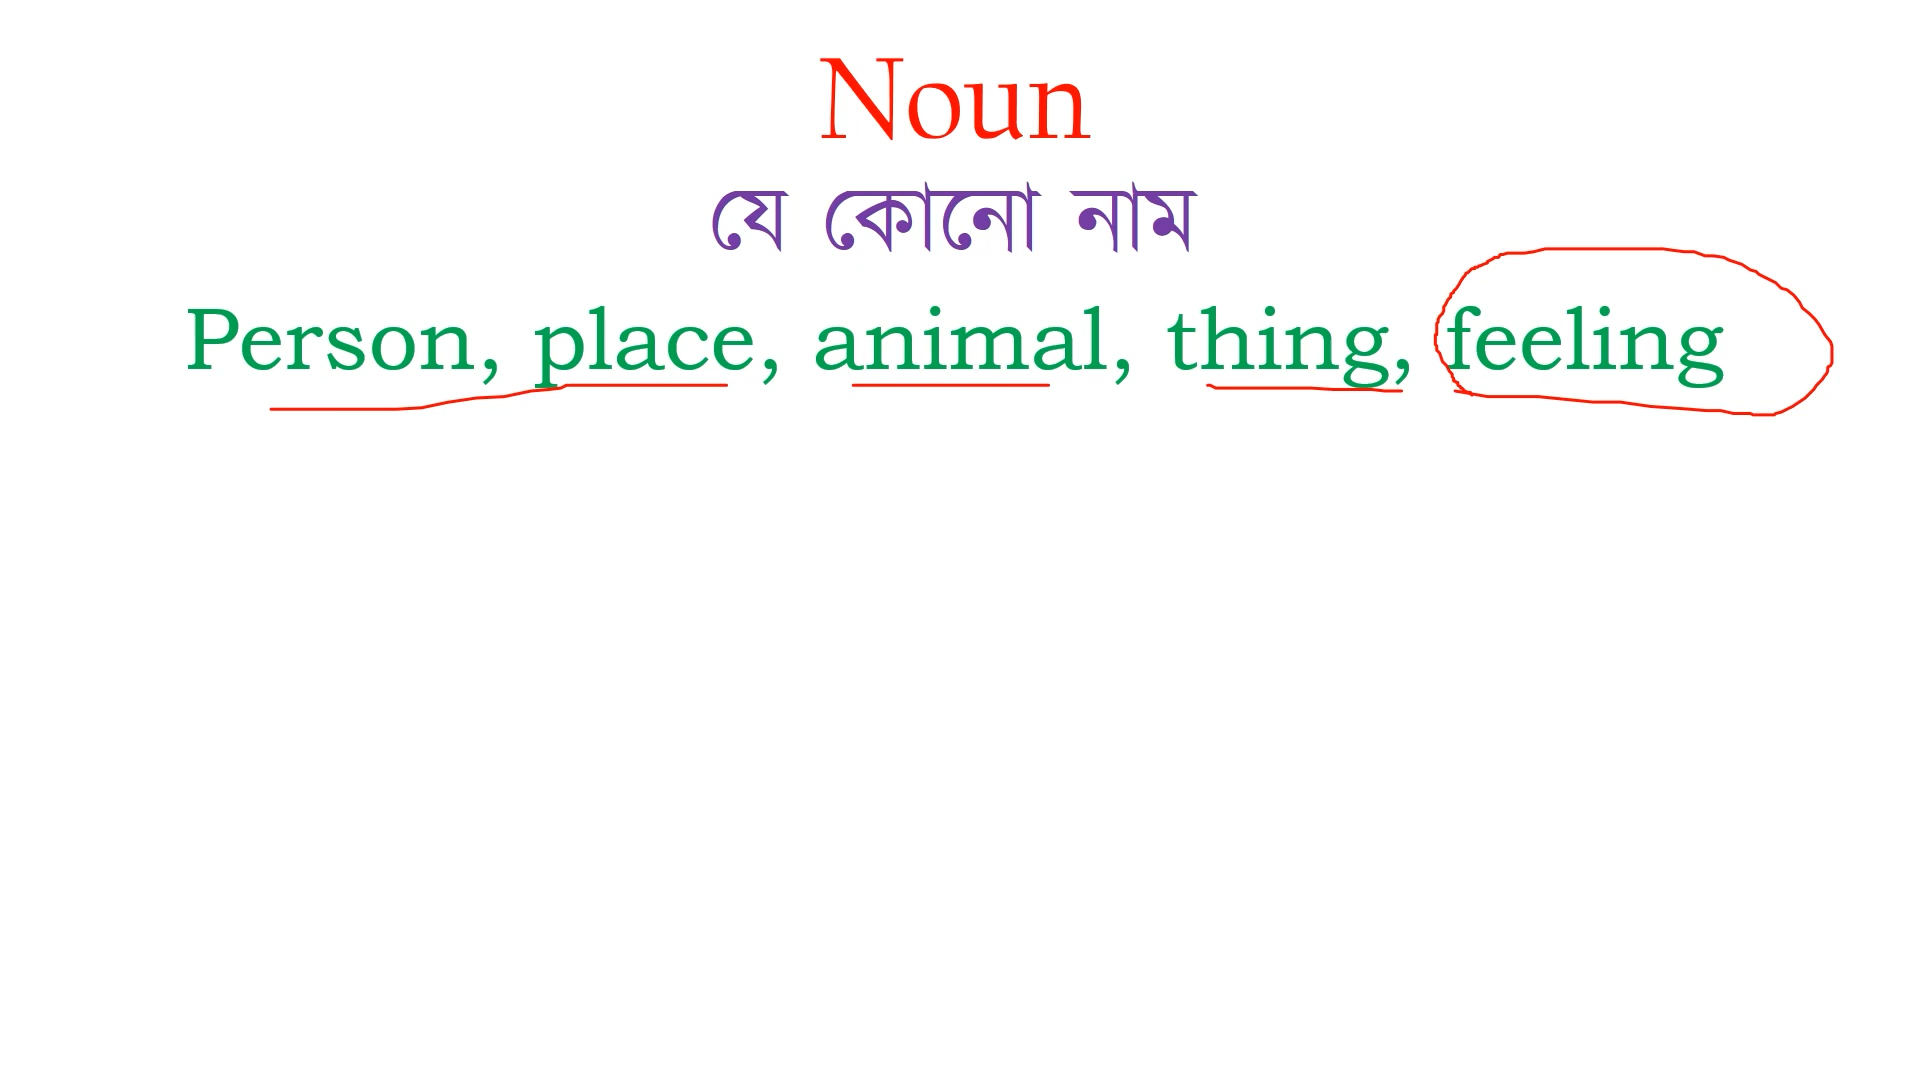 Noun
যে কোনো নাম
Person, place, animal, thing, feeling